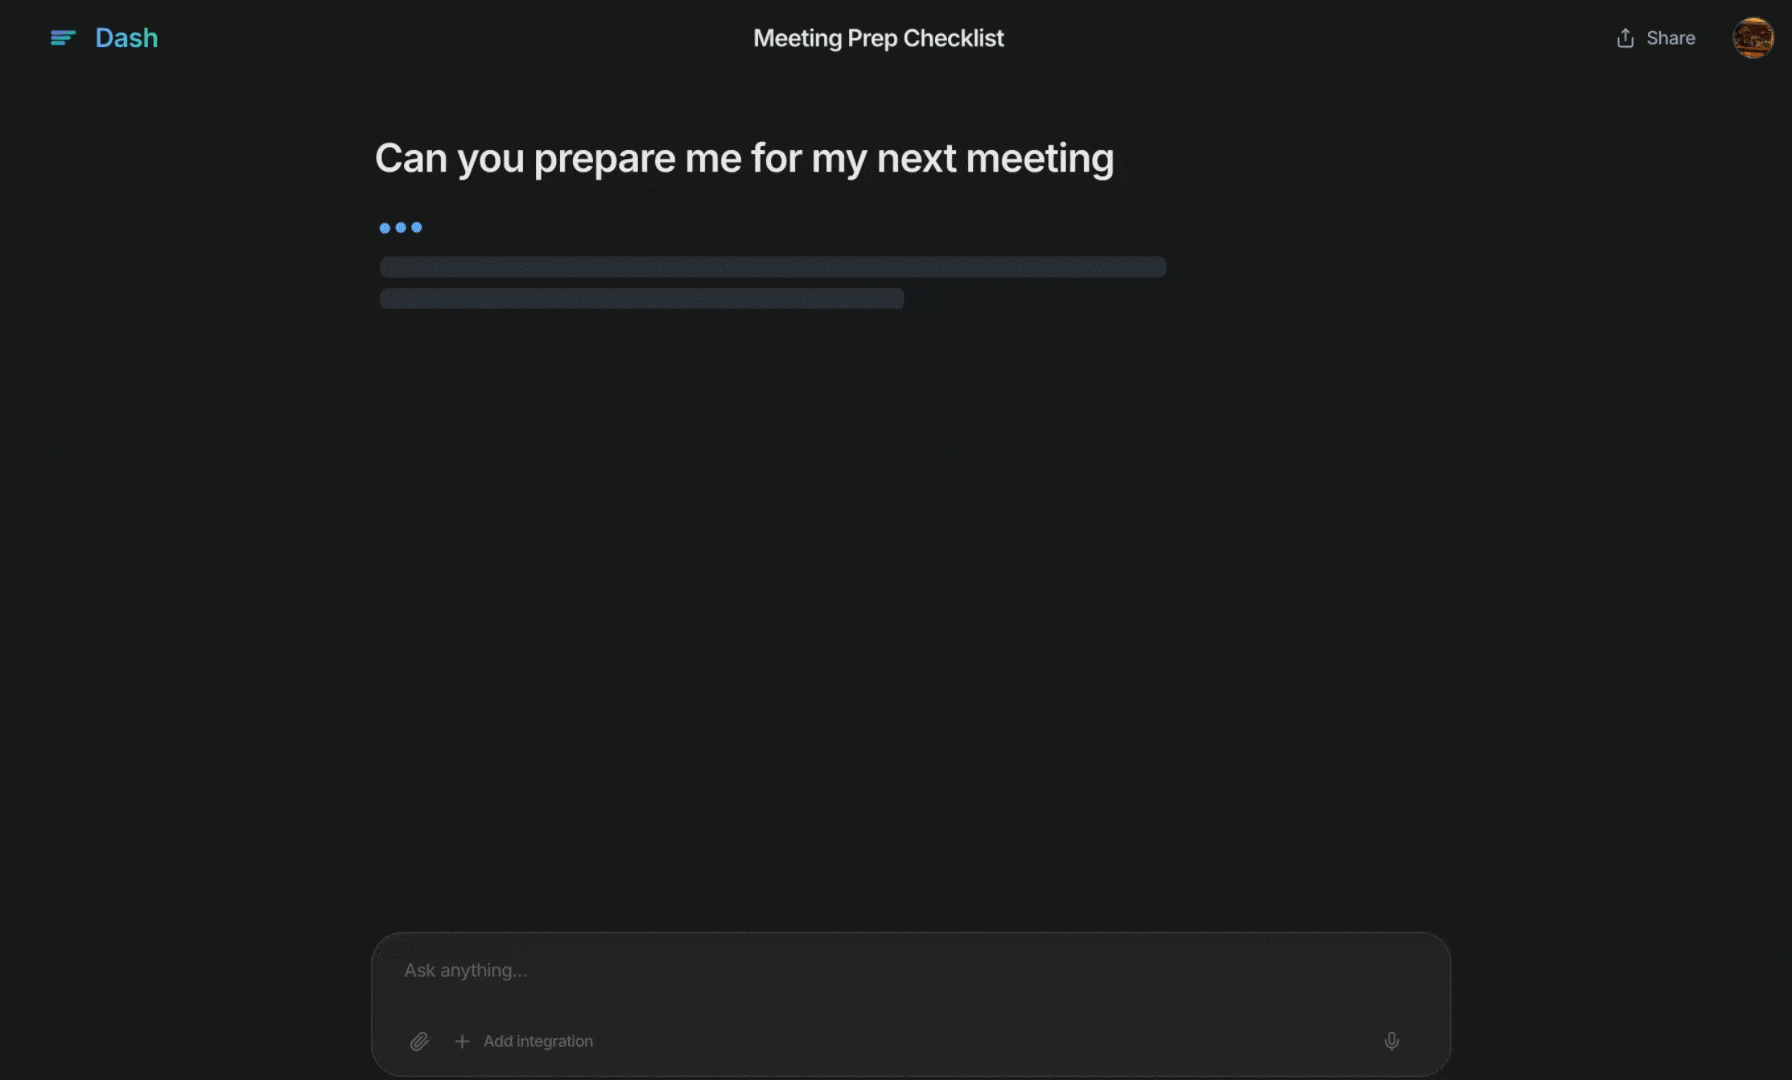 Dash
Meeting Prep Checklist
Share
Can you prepare me for my next meeting
Ask anything...
Add integration